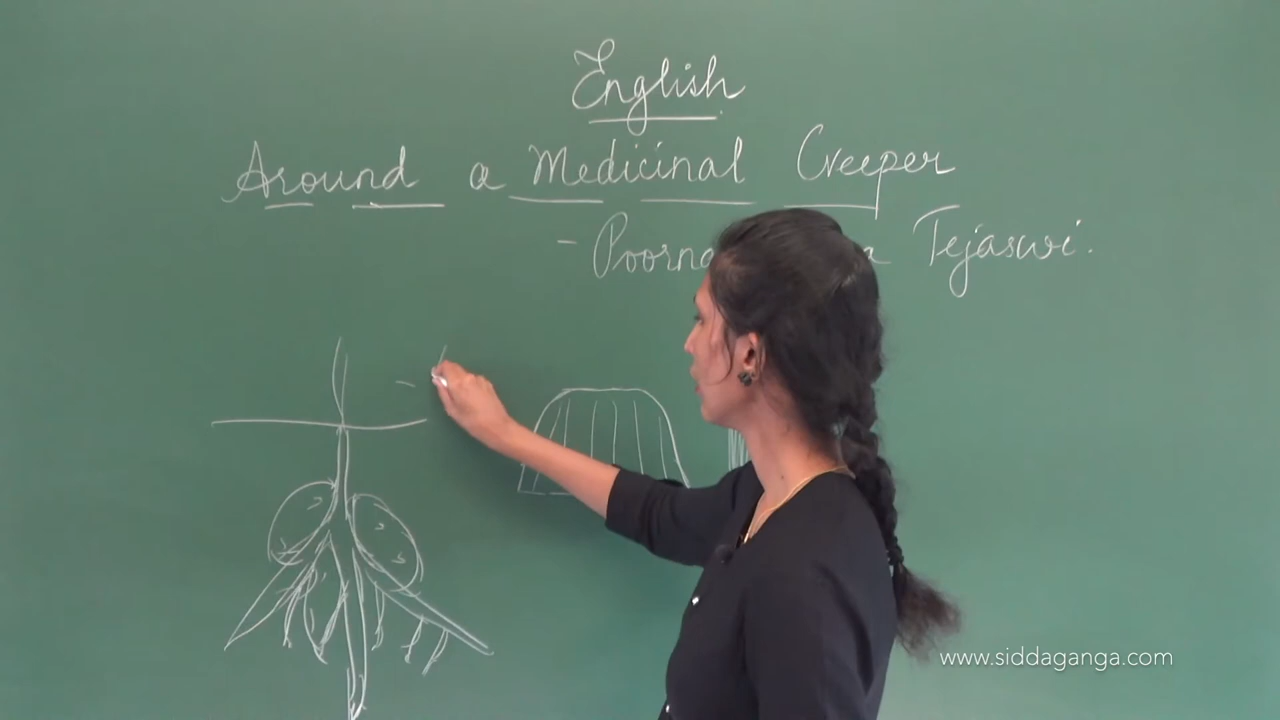 English
Around a Medicinal Creeper
- Poorna Tejaswi.
www.siddaganga.com